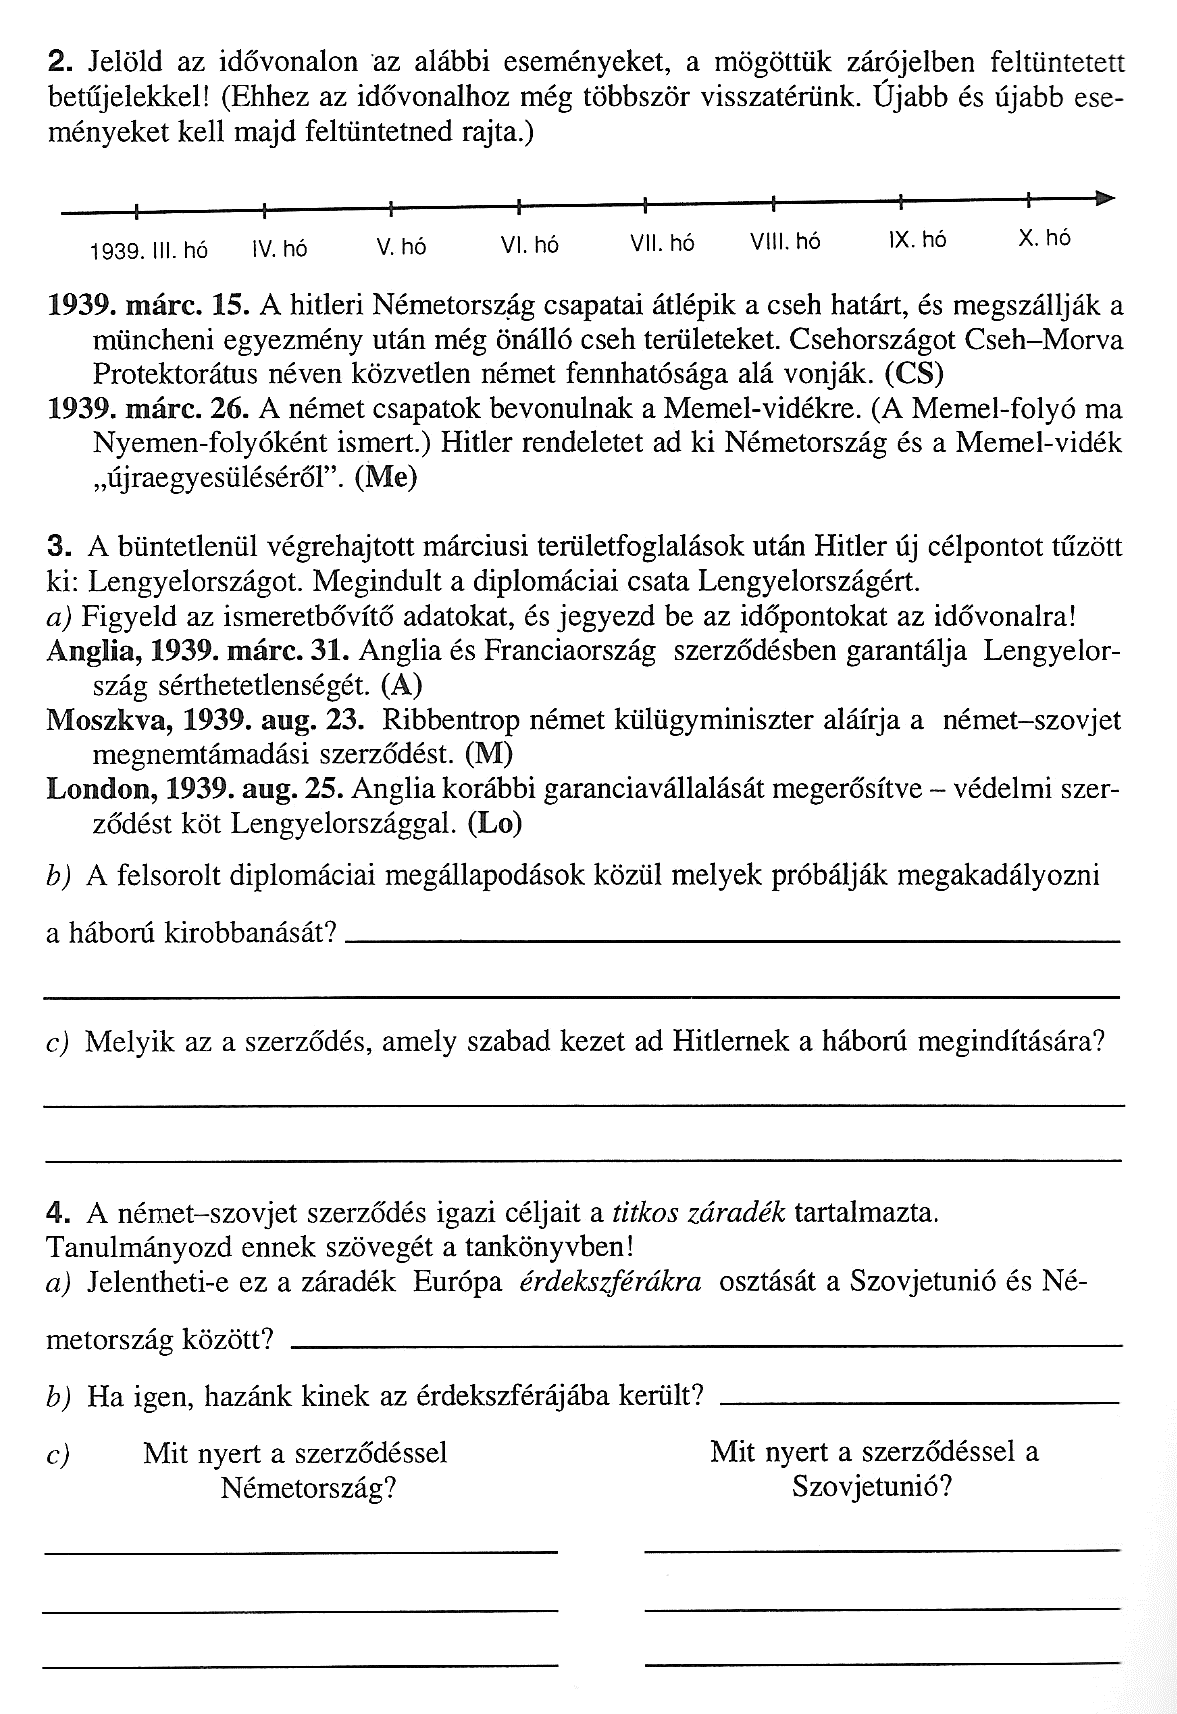 2. Jelöld az idővonalon az alábbi eseményeket, a mögöttük zárójelben feltüntetett
betűjelekkel! (Ehhez az idővonalhoz még többször visszatérünk. Újabb és újabb ese-
ményeket kell majd feltüntetned rajta.)
1939. III. hó IV. hó V. hó VI. hó VII. hó VIII. hó IX. hó X. hó
1939. márc. 15. A hitleri Németország csapatai átlépik a cseh határt, és megszállják a
müncheni egyezmény után még önálló cseh területeket. Csehországot Cseh–Morva
Protektorátus néven közvetlen német fennhatósága alá vonják. (CS)
1939. márc. 26. A német csapatok bevonulnak a Memel-vidékre. (A Memel-folyó ma
Nyemen-folyóként ismert.) Hitler rendeletet ad ki Németország és a Memel-vidék
„újraegyesüléséről”. (Me)
3. A büntetlenül végrehajtott márciusi területfoglalások után Hitler új célpontot tűzött
ki: Lengyelországot. Megindult a diplomáciai csata Lengyelországért.
a) Figyeld az ismeretbővítő adatokat, és jegyezd be az időpontokat az idővonalra!
Anglia, 1939. márc. 31. Anglia és Franciaország szerződésben garantálja Lengyelor-
szág sérthetetlenségét. (A)
Moszkva, 1939. aug. 23. Ribbentrop német külügyminiszter aláírja a német–szovjet
megnemtámadási szerződést. (M)
London, 1939. aug. 25. Anglia korábbi garanciavállalását megerősítve – védelmi szer-
ződést köt Lengyelországgal. (Lo)
b) A felsorolt diplomáciai megállapodások közül melyek próbálják megakadályozni
a háború kirobbanását?
c) Melyik az a szerződés, amely szabad kezet ad Hitlernek a háború megindítására?
4. A német–szovjet szerződés igazi céljait a titkos záradék tartalmazta.
Tanulmányozd ennek szövegét a tankönyvben!
a) Jelentheti-e ez a záradék Európa érdekszférákra osztását a Szovjetunió és Né-
metország között?
b) Ha igen, hazánk kinek az érdekszférájába került?
c) Mit nyert a szerződéssel
Németország?
Mit nyert a szerződéssel a
Szovjetunió?